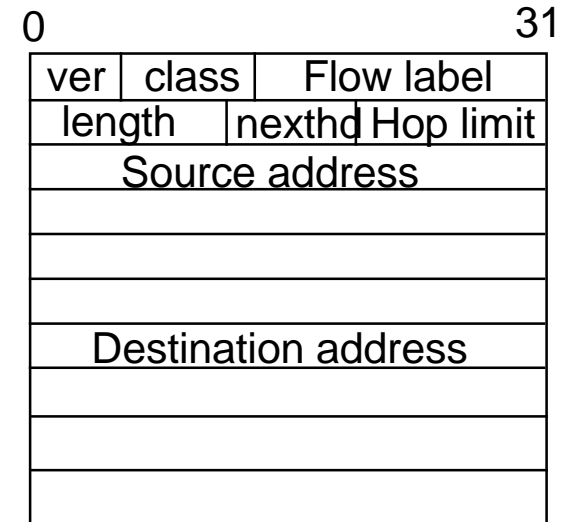 0 31
ver class Flow label
length nexthd Hop limit
Source address
Destination address